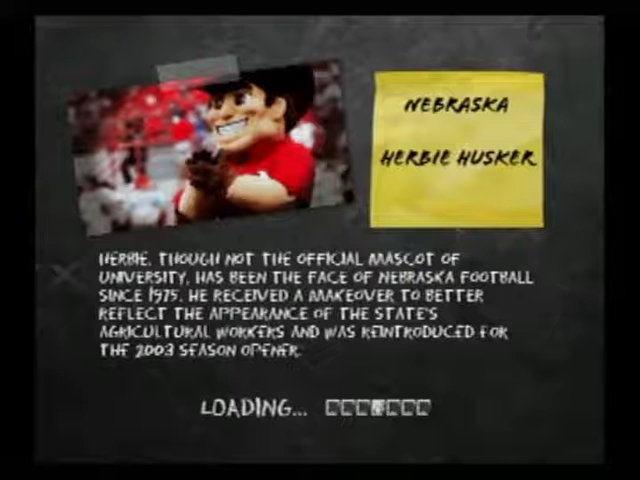 NEBRASKA
HERBIE HUSKER
HERBIE, THOUGH NOT THE OFFICIAL MASCOT OF
UNIVERSITY, HAS BEEN THE FACE OF NEBRASKA FOOTBALL
SINCE 1975. HE RECEIVED A MAKEOVER TO BETTER
REFLECT THE APPEARANCE OF THE STATE'S
AGRICULTURAL WORKERS AND WAS REINTRODUCED FOR
THE 2003 SEASON OPENER.
LOADING...